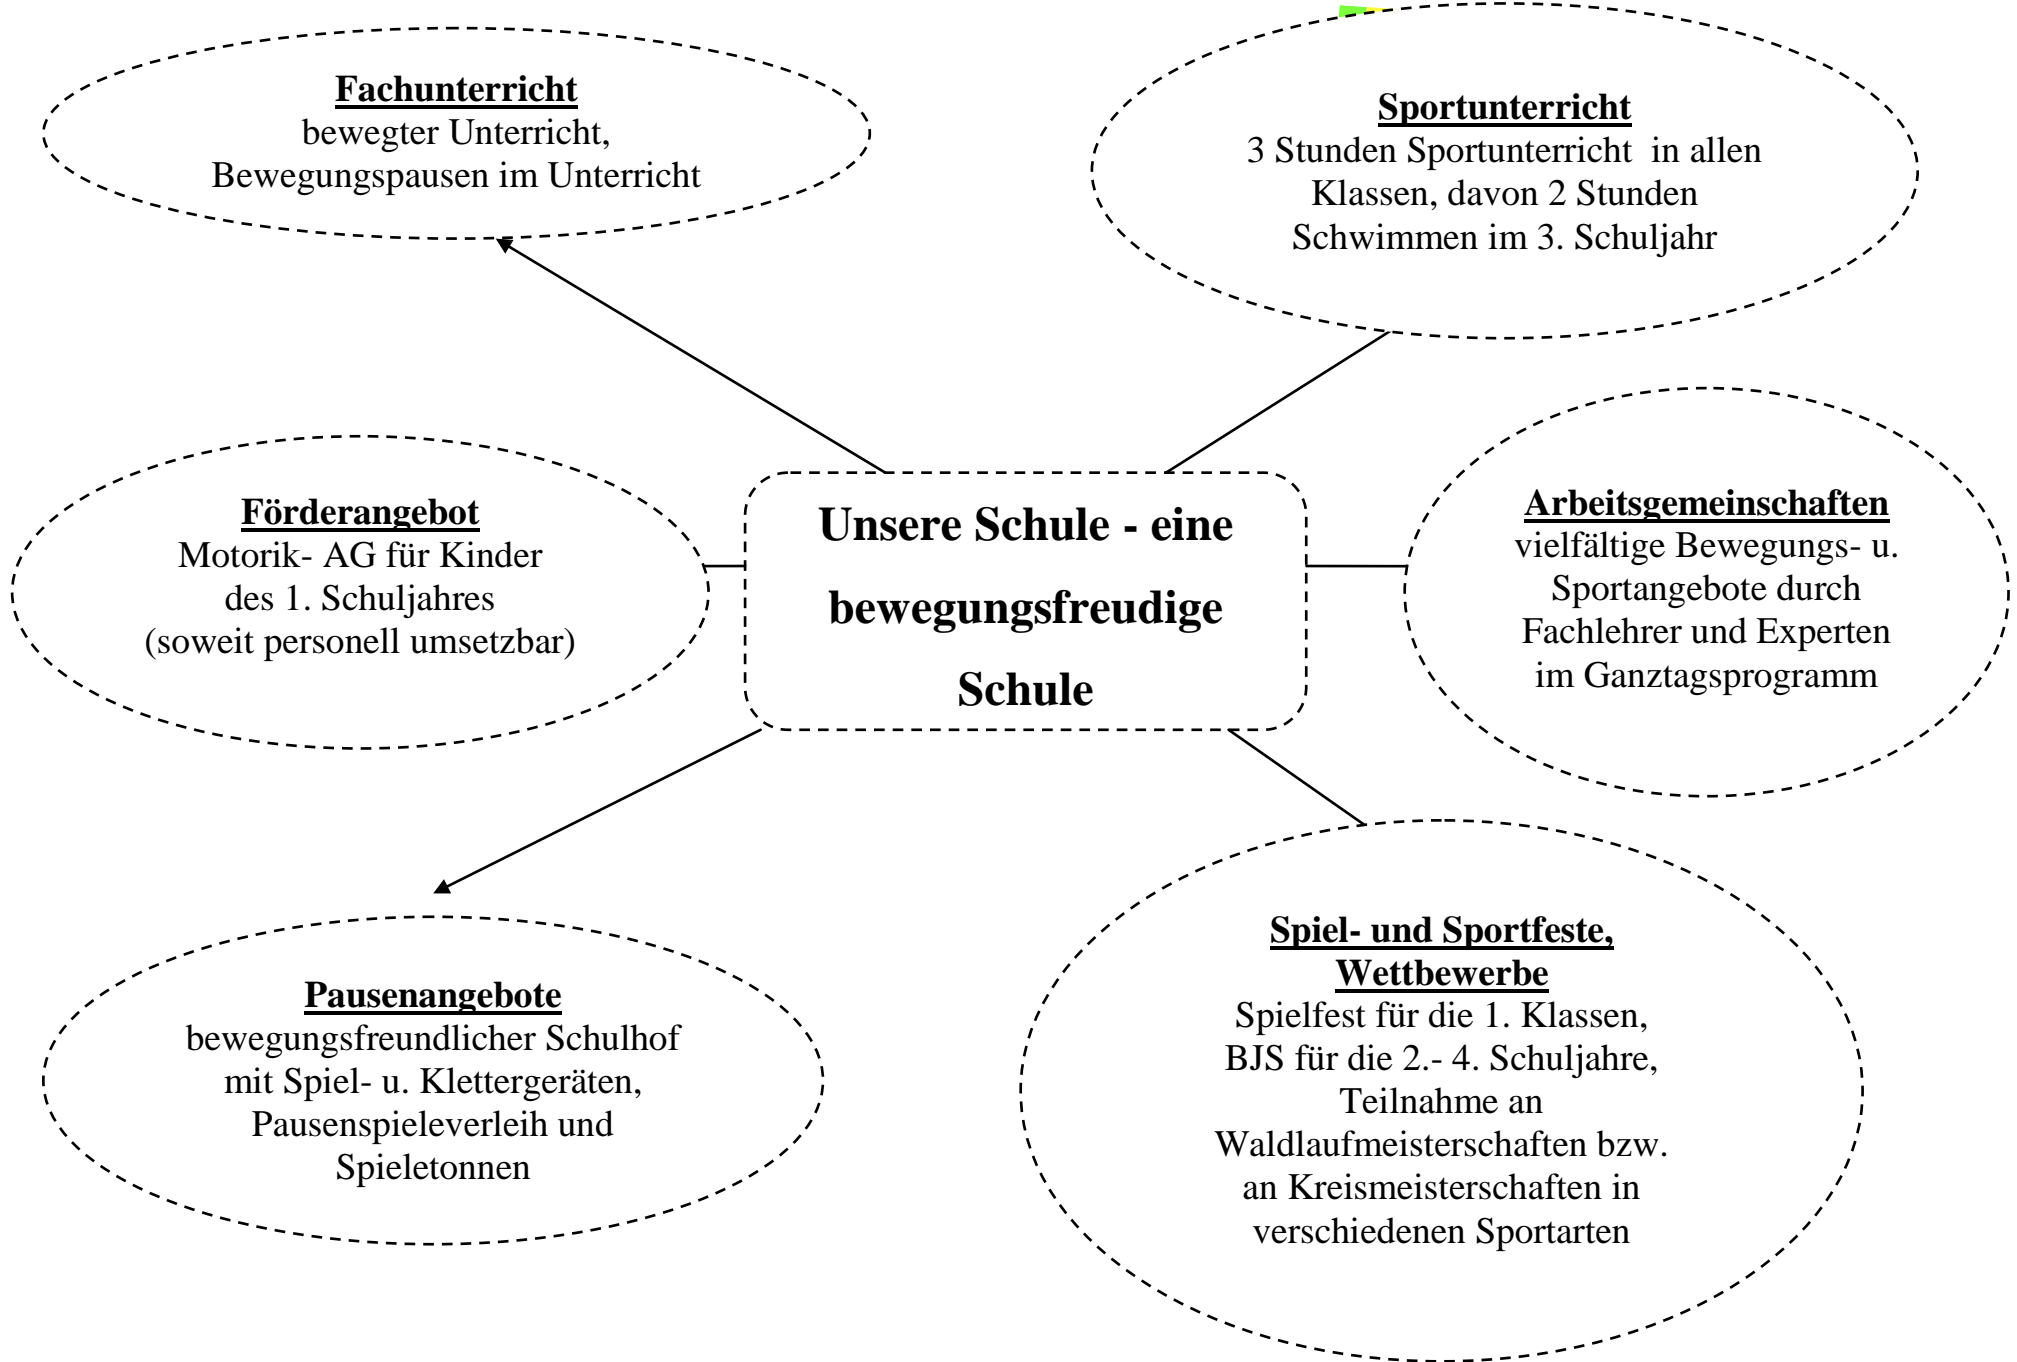 Fachunterricht
bewegter Unterricht,
Bewegungspausen im Unterricht
Sportunterricht
3 Stunden Sportunterricht  in allen
Klassen, davon 2 Stunden
Schwimmen im 3. Schuljahr
Förderangebot
Motorik- AG für Kinder
des 1. Schuljahres
(soweit personell umsetzbar)
Unsere Schule - eine
bewegungsfreudige
Schule
Arbeitsgemeinschaften
vielfältige Bewegungs- u.
Sportangebote durch
Fachlehrer und Experten
im Ganztagsprogramm
Pausenangebote
bewegungsfreundlicher Schulhof
mit Spiel- u. Klettergeräten,
Pausenspieleverleih und
Spieletonnen
Spiel- und Sportfeste,
Wettbewerbe
Spielfest für die 1. Klassen,
BJS für die 2.- 4. Schuljahre,
Teilnahme an
Waldlaufmeisterschaften bzw.
an Kreismeisterschaften in
verschiedenen Sportarten